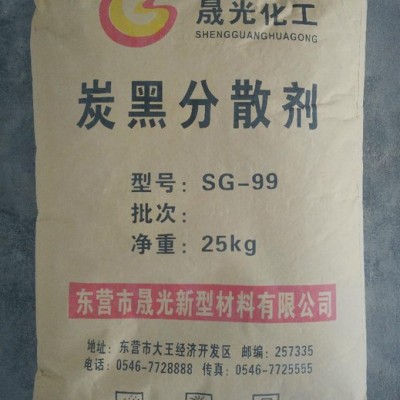 晟光化工
SHENGGUANGHUAGONG
炭黑分散剂
型号: SG-99
批次:
净重: 25kg
东营市晟光新型材料有限公司
地址: 东营市大王经济开发区 邮编: 257335
电话: 0546-7728888 传真: 0546-7725555